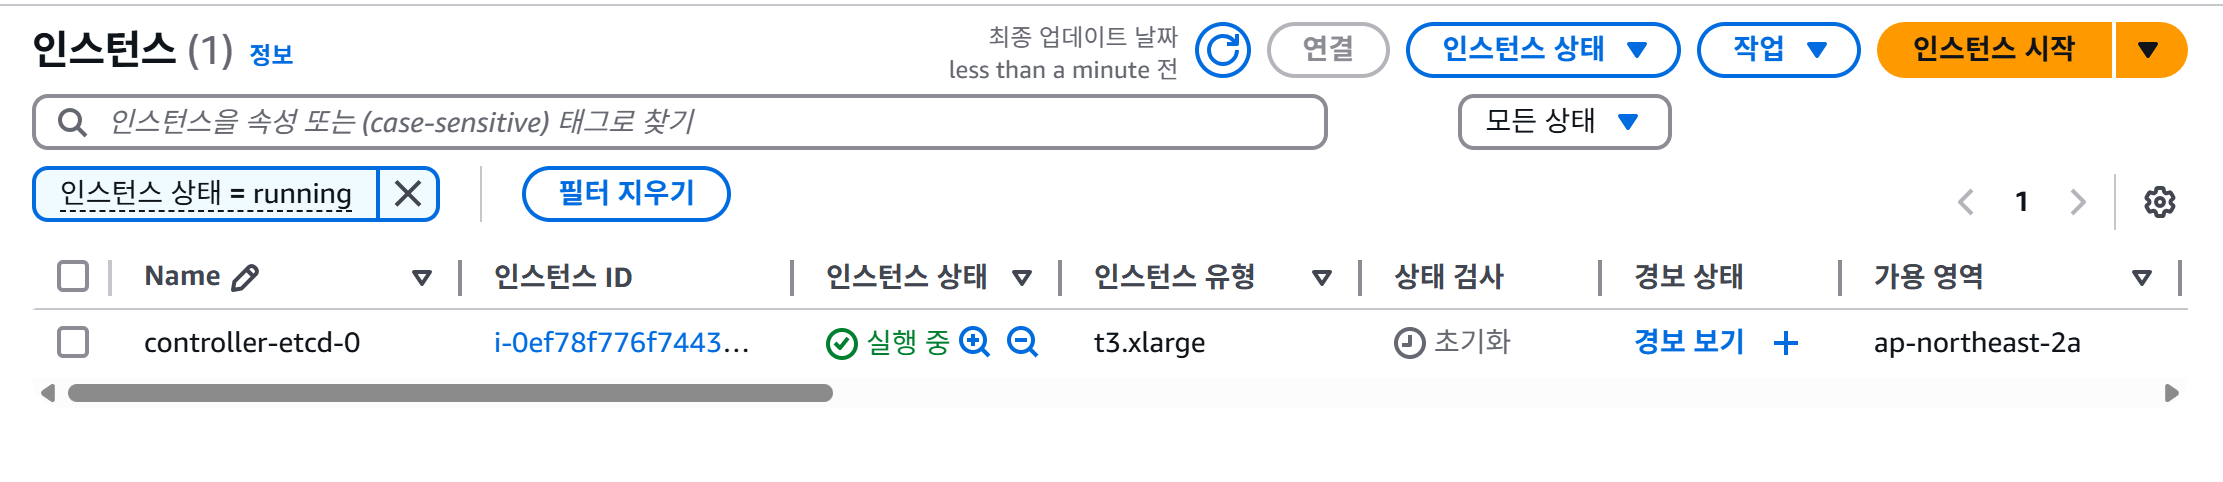 인스턴스 (1) 정보
최종 업데이트 날짜
less than a minute 전
연결
인스턴스 상태
작업
인스턴스 시작
인스턴스을 속성 또는 (case-sensitive) 태그로 찾기
모든 상태
인스턴스 상태 = running
필터 지우기
1
Name 인스턴스 ID 인스턴스 상태 인스턴스 유형 상태 검사 경보 상태 가용 영역
controller-etcd-0 i-0ef78f776f7443... 실행 중 t3.xlarge 초기화 경보 보기 + ap-northeast-2a